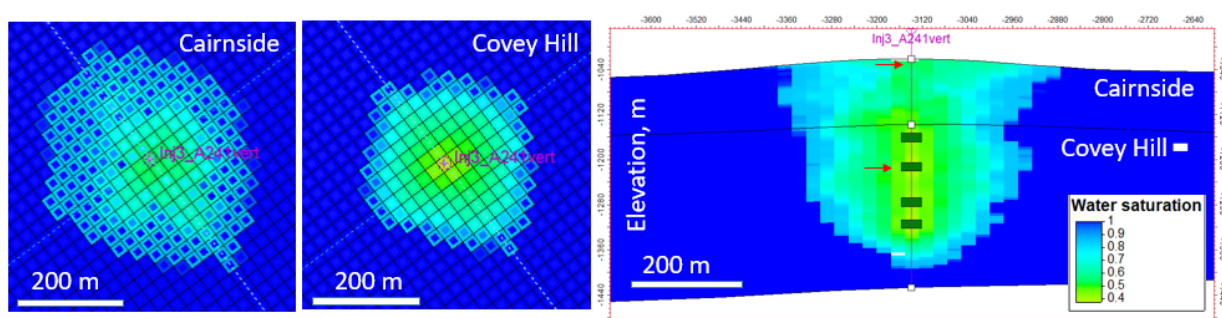 Cairnside
Inj3_A241vert
200 m
Covey Hill
Inj3_A241vert
200 m
-3600 -3520 -3440 -3360 -3280 -3200 -3120 -3040 -2960 -2880 -2800 -2720 -2640
Inj3_A241vert
Elevation, m
-1040
-1120
-1200
-1280
-1360
-1440
Cairnside
Covey Hill
200 m
Water saturation
1
0.9
0.8
0.7
0.6
0.5
0.4